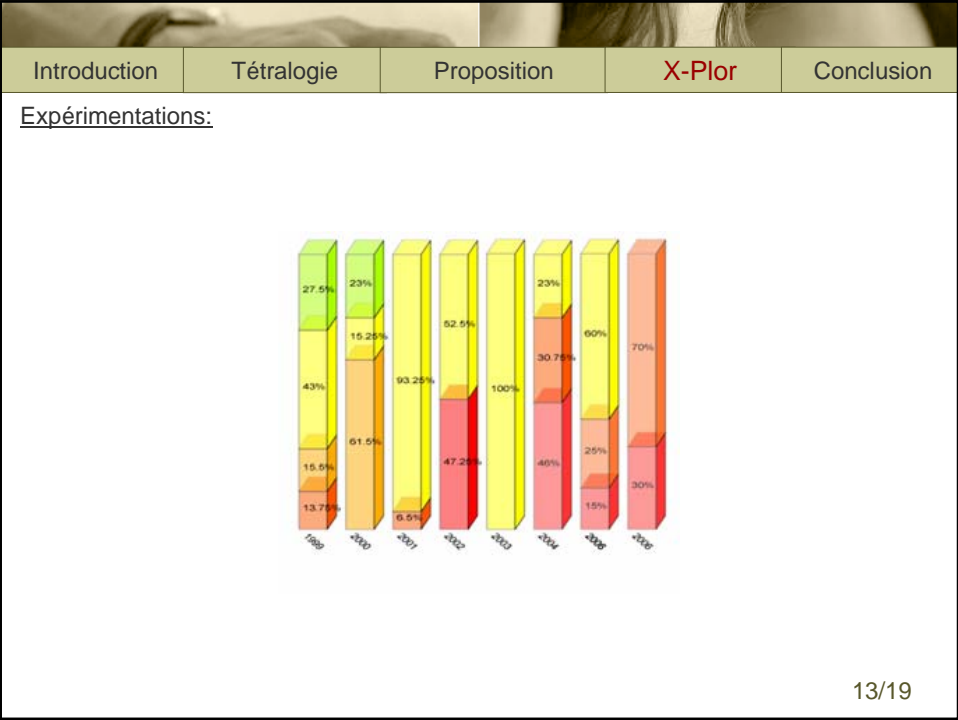 Introduction Tétralogie Proposition X-Plor Conclusion
Expérimentations:
27.5% 23% 23%
15.25% 52.5% 60% 70%
30.75%
43% 93.25% 100%
61.5% 25%
15.5% 47.25% 46% 30%
13.75% 6.5% 15%
1999 2000 2001 2002 2003 2004 2006
13/19